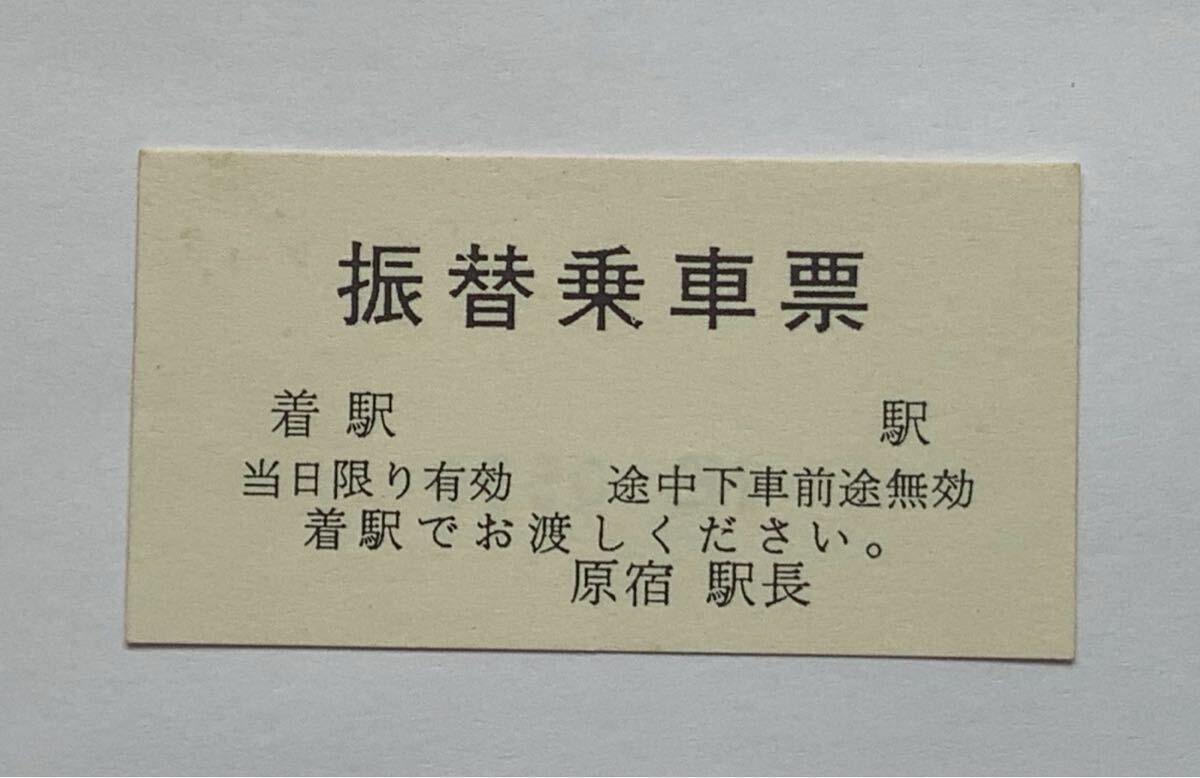 振替乗車票
着駅 駅
当日限り有効 途中下車前途無効
着駅でお渡しください。
原宿 駅長